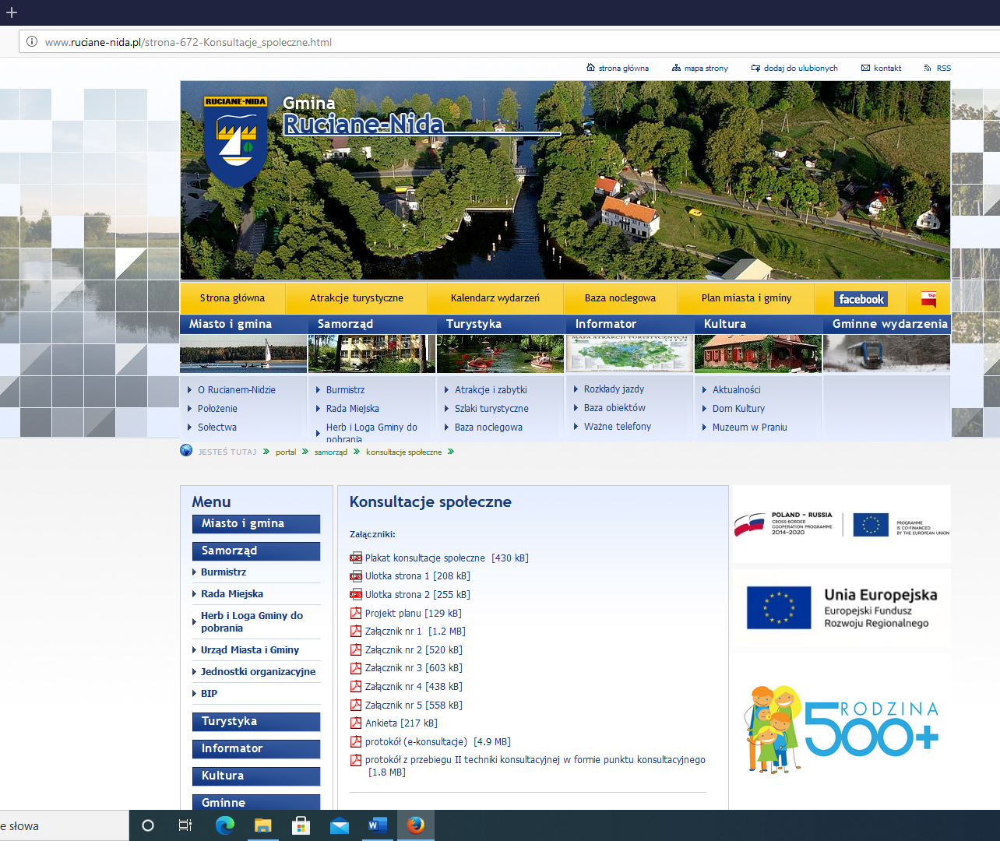 www.ruciane-nida.pl/strona-672-Konsultacje_spoleczne.html
strona główna
mapa strony
dodaj do ulubionych
kontakt
RSS
RUCIANE-NIDA
Gmina
Ruciane-Nida
Strona główna
Atrakcje turystyczne
Kalendarz wydarzeń
Baza noclegowa
Plan miasta i gminy
facebook
bip
Miasto i gmina
Samorząd
Turystyka
Informator
Kultura
Gminne wydarzenia
MAPA ATRAKCJI TURYSTYCZNYCH
O Rucianem-Nidzie
Położenie
Sołectwa
Burmistrz
Rada Miejska
Herb i Loga Gminy do
pobrania
Atrakcje i zabytki
Szlaki turystyczne
Baza noclegowa
Rozkłady jazdy
Baza obiektów
Ważne telefony
Aktualności
Dom Kultury
Muzeum w Praniu
JESTEŚ TUTAJ
portal
samorząd
konsultacje społeczne
Menu
Miasto i gmina
Samorząd
Burmistrz
Rada Miejska
Herb i Loga Gminy do
pobrania
Urząd Miasta i Gminy
Jednostki organizacyjne
BIP
Turystyka
Informator
Kultura
Gminne
Konsultacje społeczne
Załączniki:
JPG Plakat konsultacje społeczne [430 kB]
JPG Ulotka strona 1 [208 kB]
JPG Ulotka strona 2 [255 kB]
Projekt planu [129 kB]
Załącznik nr 1 [1.2 MB]
Załącznik nr 2 [520 kB]
Załącznik nr 3 [603 kB]
Załącznik nr 4 [438 kB]
Załącznik nr 5 [558 kB]
Ankieta [217 kB]
protokół (e-konsultacje) [4.9 MB]
protokół z przebiegu II techniki konsultacyjnej w formie punktu konsultacyjnego
[1.8 MB]
POLAND - RUSSIA
CROSS-BORDER
COOPERATION PROGRAMME
2014-2020
PROGRAMME
IS CO-FINANCED
BY THE EUROPEAN UNION
Unia Europejska
Europejski Fundusz
Rozwoju Regionalnego
RODZINA
500+
e słowa